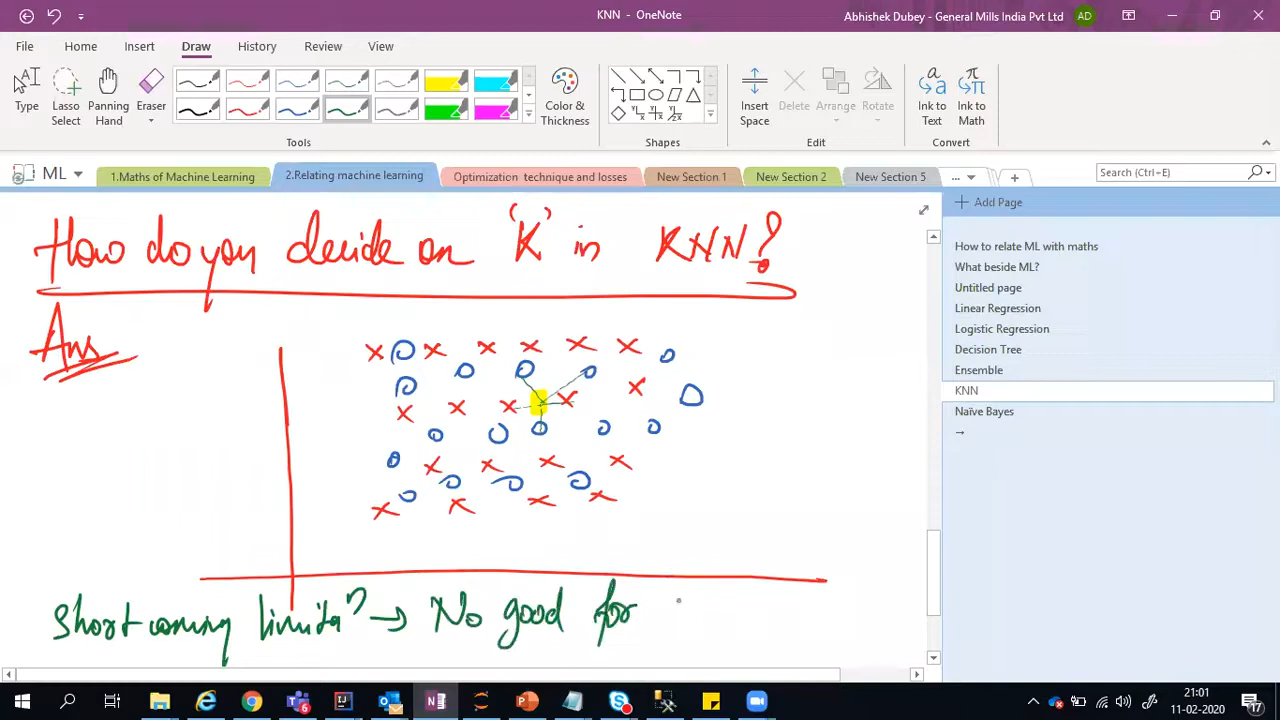 KNN - OneNote
Abhishek Dubey - General Mills India Pvt Ltd AD
File Home Insert Draw History Review View
Type
Lasso Select
Panning Hand
Eraser
Color & Thickness
Insert Space
Delete
Arrange
Rotate
Ink to Text
Ink to Math
Tools
Shapes
Edit
Convert
ML
1.Maths of Machine Learning
2.Relating machine learning
Optimization technique and losses
New Section 1
New Section 2
New Section 5
...
Search (Ctrl+E)
Add Page
How to relate ML with maths
What beside ML?
Untitled page
Linear Regression
Logistic Regression
Decision Tree
Ensemble
KNN
Naïve Bayes
→
How do you decide on 'K' in KNN?
Ans
Short coming limitaⁿ → No good for
21:01
11-02-2020
17